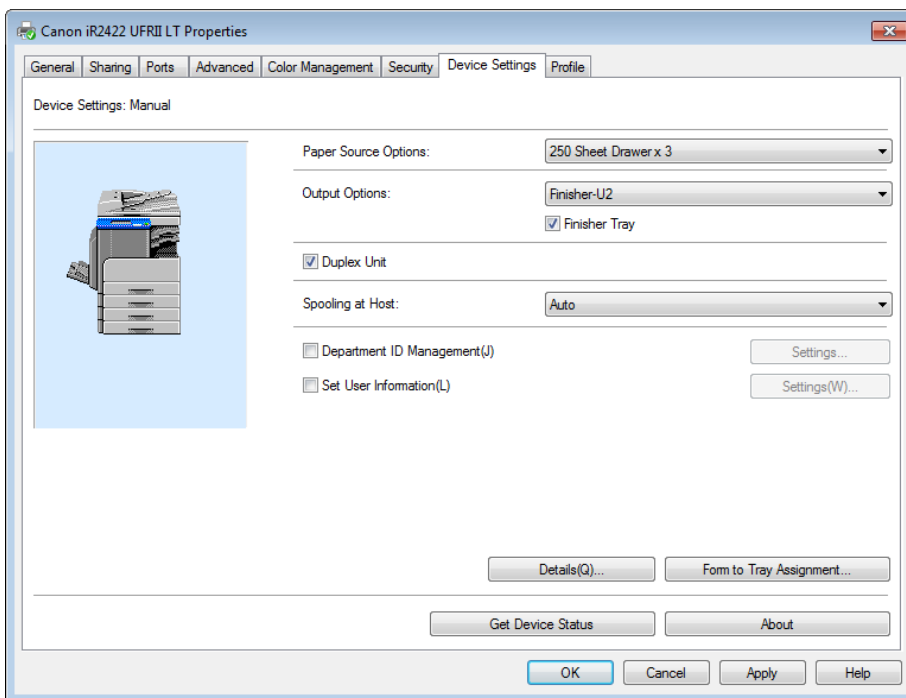 Canon iR2422 UFRII LT Properties
General Sharing Ports Advanced Color Management Security Device Settings Profile
Device Settings: Manual
Paper Source Options: 250 Sheet Drawer x 3
Output Options: Finisher-U2
Finisher Tray
Duplex Unit
Spooling at Host: Auto
Department ID Management(J) Settings...
Set User Information(L) Settings(W)...
Details(Q)... Form to Tray Assignment...
Get Device Status About
OK Cancel Apply Help